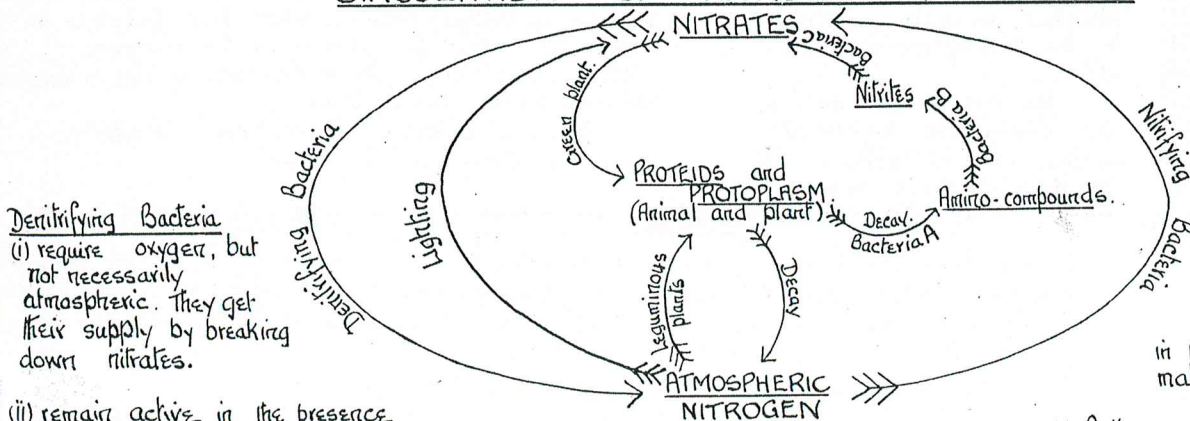 NITRATES
Bacteria C
Nitrites
Bacteria B
Green plant.
Bacteria
Denitrifying
Lighting
PROTEIDS and
PROTOPLASM
(Animal and plant)
Decay.
Bacteria A
Amino-compounds.
Nitrifying
Bacteria
Leguminous
plants
Decay
ATMOSPHERIC
NITROGEN
Denitrifying Bacteria
(i) require oxygen, but
not necessarily
atmospheric. They get
their supply by breaking
down nitrates.
(ii) remain active in the presence
in